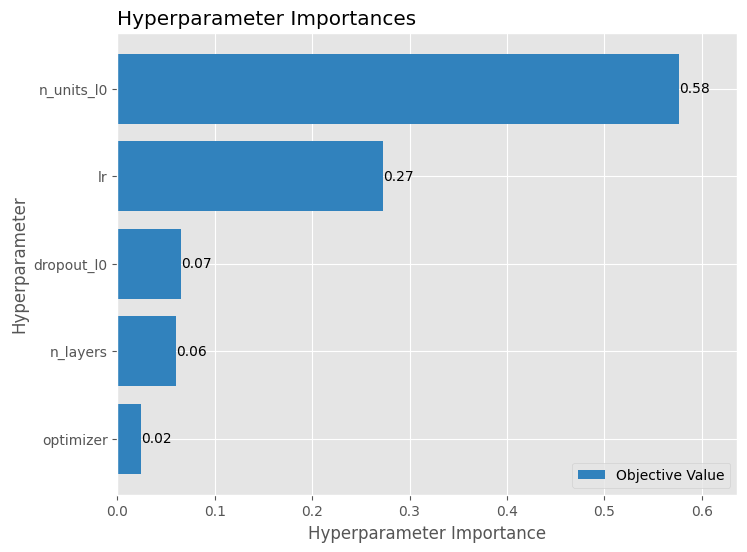 Hyperparameter Importances
n_units_l0
0.58
lr
0.27
dropout_l0
0.07
n_layers
0.06
optimizer
0.02
Hyperparameter
Objective Value
0.0 0.1 0.2 0.3 0.4 0.5 0.6
Hyperparameter Importance